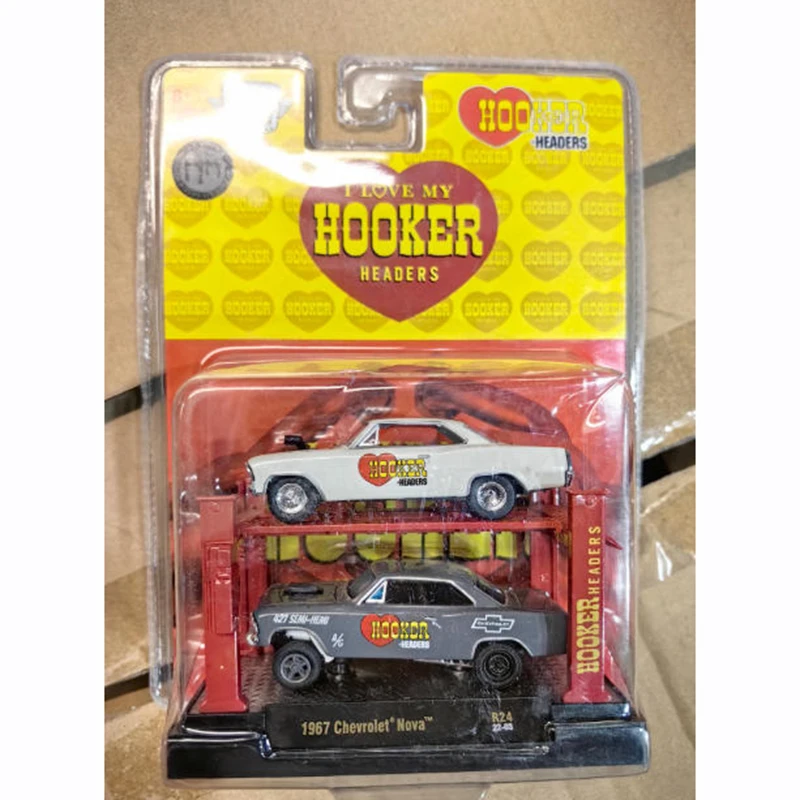 HOOKER
HEADERS
I LOVE MY
HOOKER
HEADERS
HOOKER
-HEADERS
427 SEMI-HEMI
A/G
HOOKER
-HEADERS
CHEVROLET
HOOKER HEADERS
1967 Chevrolet® Nova™
R24